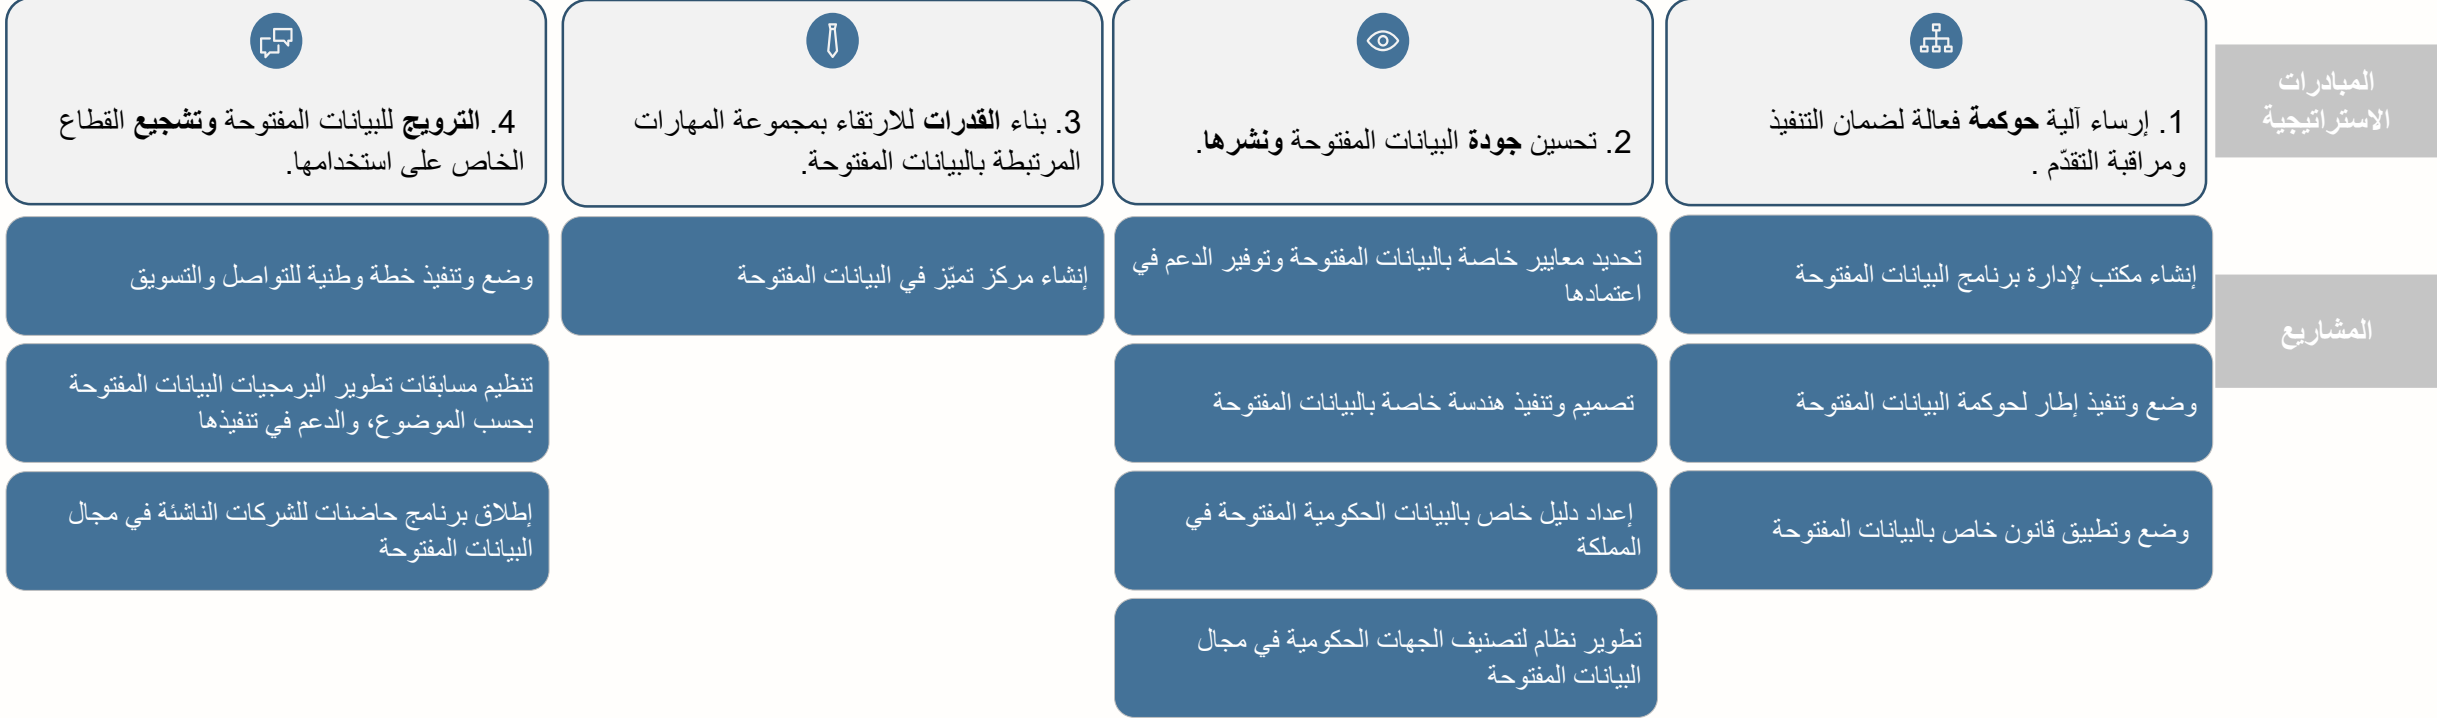 المبادرات
الاستراتيجية
1. إرساء آلية حوكمة فعالة لضمان التنفيذ
ومراقبة التقدّم .
2. تحسين جودة البيانات المفتوحة ونشرها.
3. بناء القدرات للارتقاء بمجموعة المهارات
المرتبطة بالبيانات المفتوحة.
4. الترويج للبيانات المفتوحة وتشجيع القطاع
الخاص على استخدامها.
المشاريع
إنشاء مكتب لإدارة برنامج البيانات المفتوحة
وضع وتنفيذ إطار لحوكمة البيانات المفتوحة
وضع وتطبيق قانون خاص بالبيانات المفتوحة
تحديد معايير خاصة بالبيانات المفتوحة وتوفير الدعم في
اعتمادها
تصميم وتنفيذ هندسة خاصة بالبيانات المفتوحة
إعداد دليل خاص بالبيانات الحكومية المفتوحة في
المملكة
تطوير نظام لتصنيف الجهات الحكومية في مجال
البيانات المفتوحة
إنشاء مركز تميّز في البيانات المفتوحة
وضع وتنفيذ خطة وطنية للتواصل والتسويق
تنظيم مسابقات تطوير البرمجيات البيانات المفتوحة
بحسب الموضوع، والدعم في تنفيذها
إطلاق برنامج حاضنات للشركات الناشئة في مجال
البيانات المفتوحة